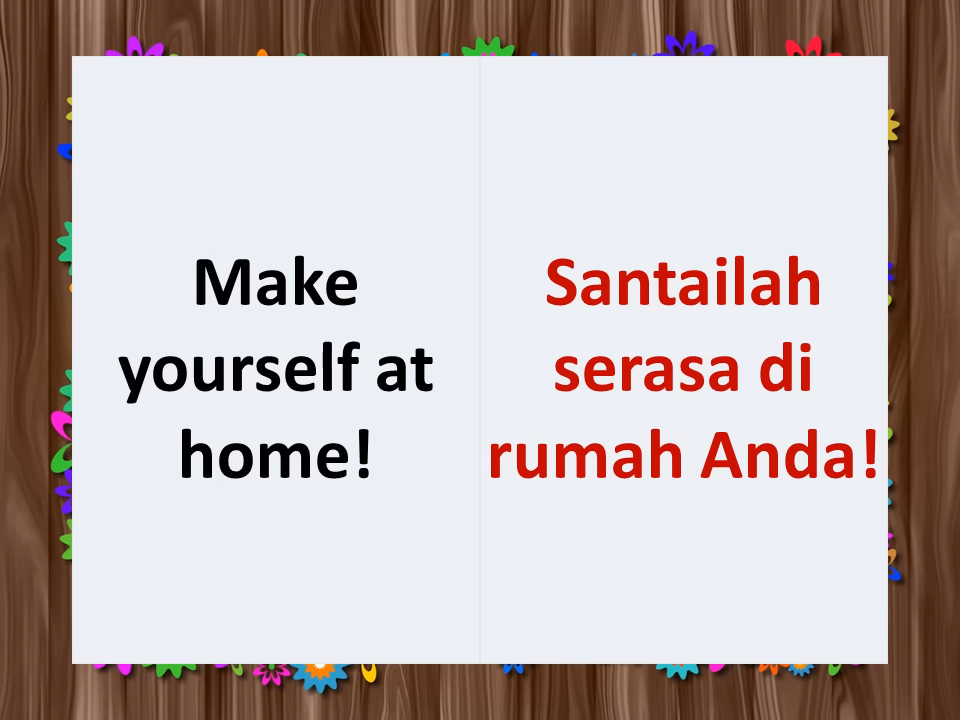 Make
yourself at
home!
Santailah
serasa di
rumah Anda!